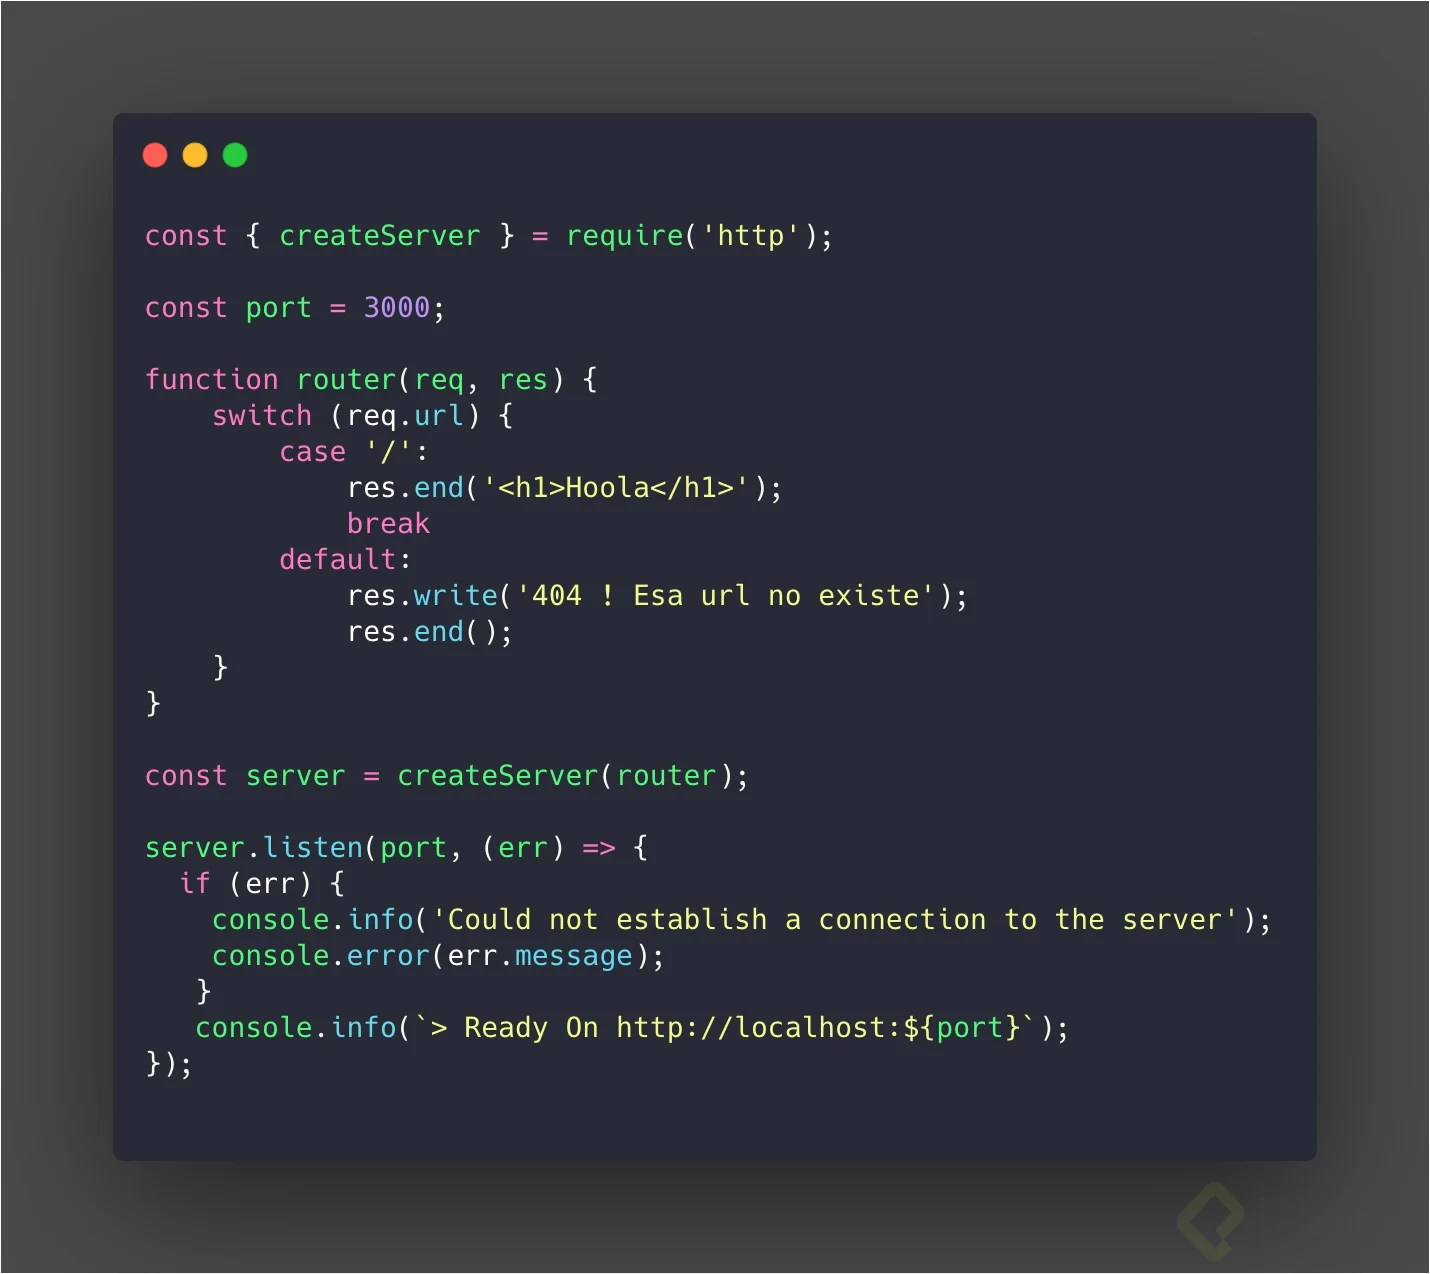 const { createServer } = require('http');

const port = 3000;

function router(req, res) {
    switch (req.url) {
        case '/':
            res.end('<h1>Hoola</h1>');
            break
        default:
            res.write('404 ! Esa url no existe');
            res.end();
    }
}

const server = createServer(router);

server.listen(port, (err) => {
  if (err) {
    console.info('Could not establish a connection to the server');
    console.error(err.message);
   }
   console.info(`> Ready On http://localhost:${port}`);
});